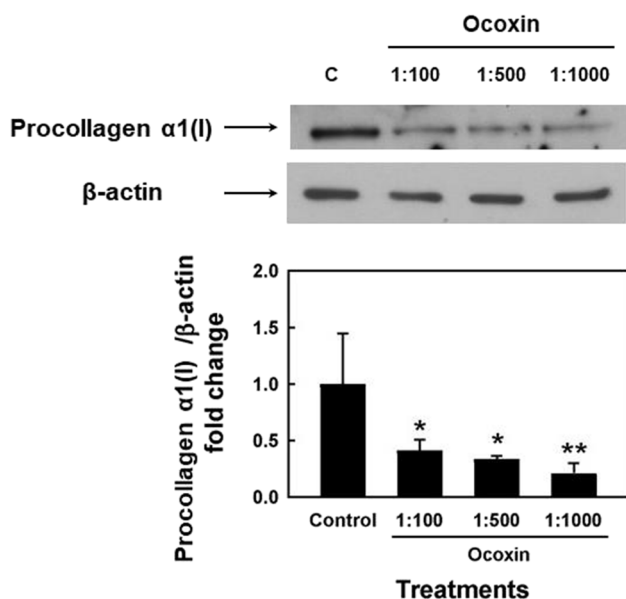 Ocoxin
C 1:100 1:500 1:1000
Procollagen α1(I)
β-actin
Procollagen α1(I) /β-actin
fold change
2.0
1.5
1.0
0.5
0.0
* * **
Control 1:100 1:500 1:1000
Ocoxin
Treatments